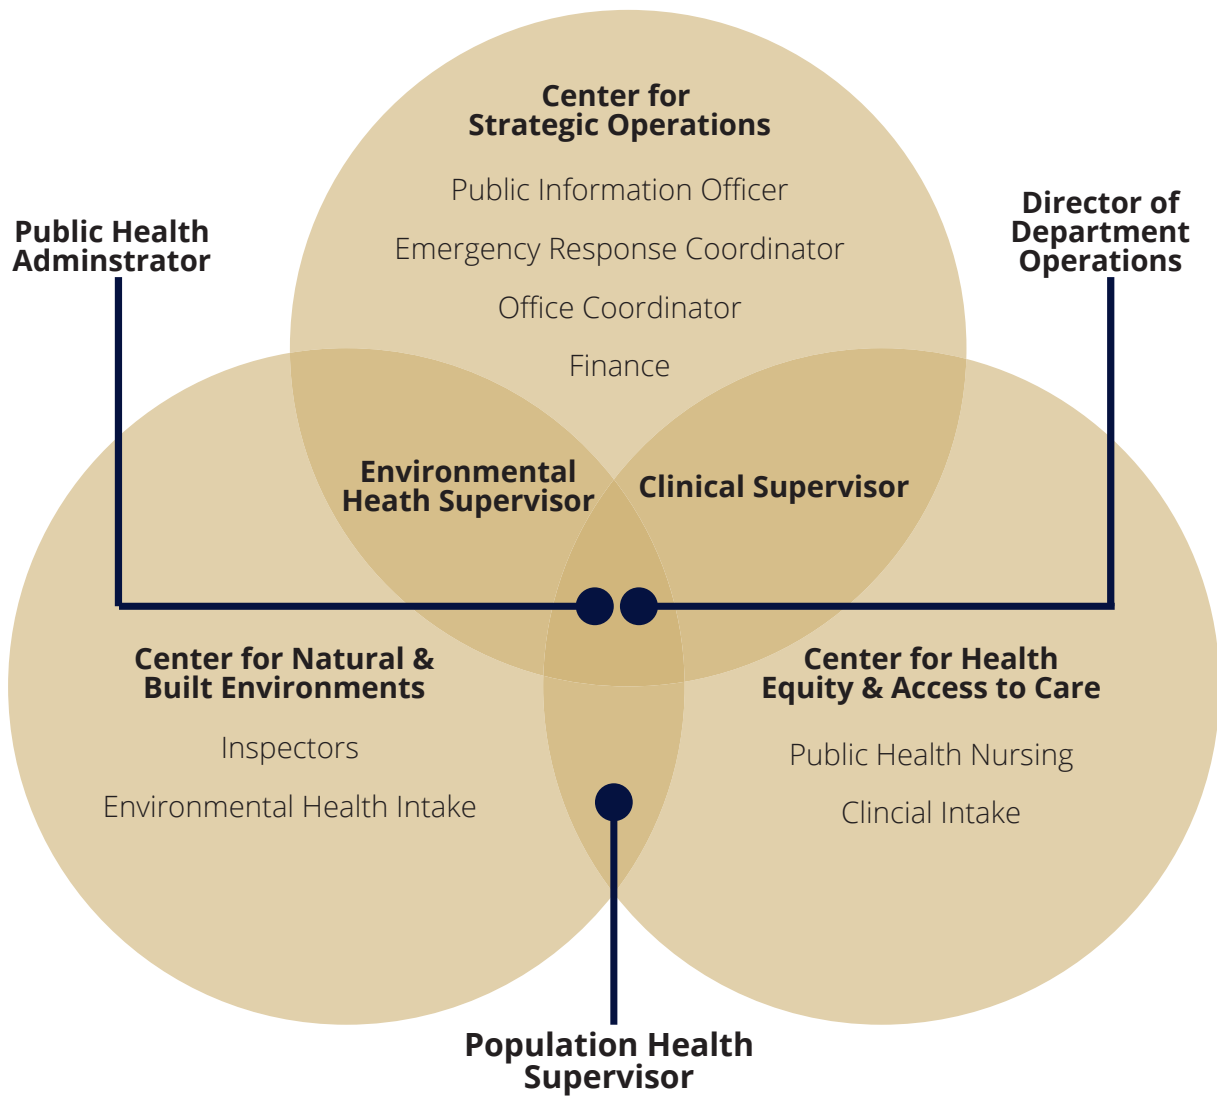 Center for
Strategic Operations
Public Information Officer
Emergency Response Coordinator
Office Coordinator
Finance
Public Health
Adminstrator
Director of
Department
Operations
Environmental
Heath Supervisor
Clinical Supervisor
Center for Natural &
Built Environments
Inspectors
Environmental Health Intake
Center for Health
Equity & Access to Care
Public Health Nursing
Clincial Intake
Population Health
Supervisor